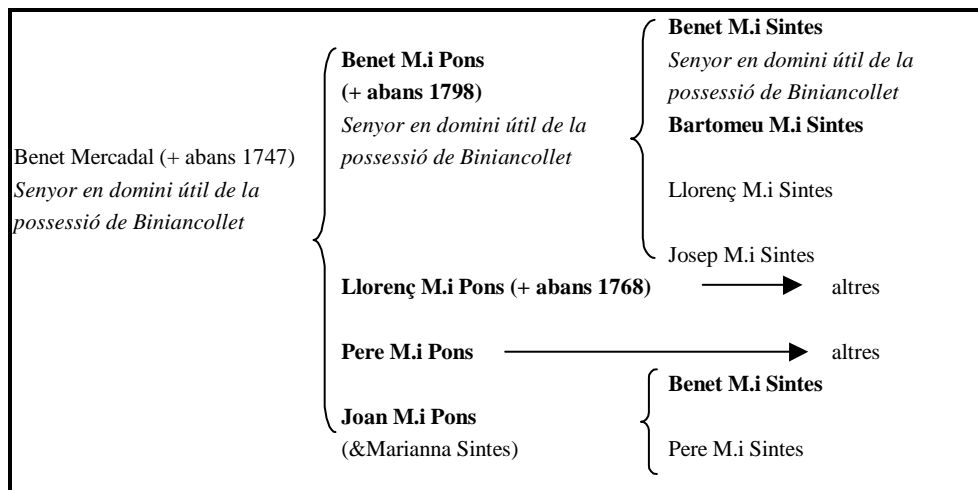 Benet Mercadal (+ abans 1747)
Senyor en domini útil de la
possessió de Biniancollet
Benet M.i Pons
(+ abans 1798)
Senyor en domini útil de la
possessió de Biniancollet
Benet M.i Sintes
Senyor en domini útil de la
possessió de Biniancollet
Bartomeu M.i Sintes
Llorenç M.i Sintes
Josep M.i Sintes
Llorenç M.i Pons (+ abans 1768)
altres
Pere M.i Pons
altres
Joan M.i Pons
(&Marianna Sintes)
Benet M.i Sintes
Pere M.i Sintes